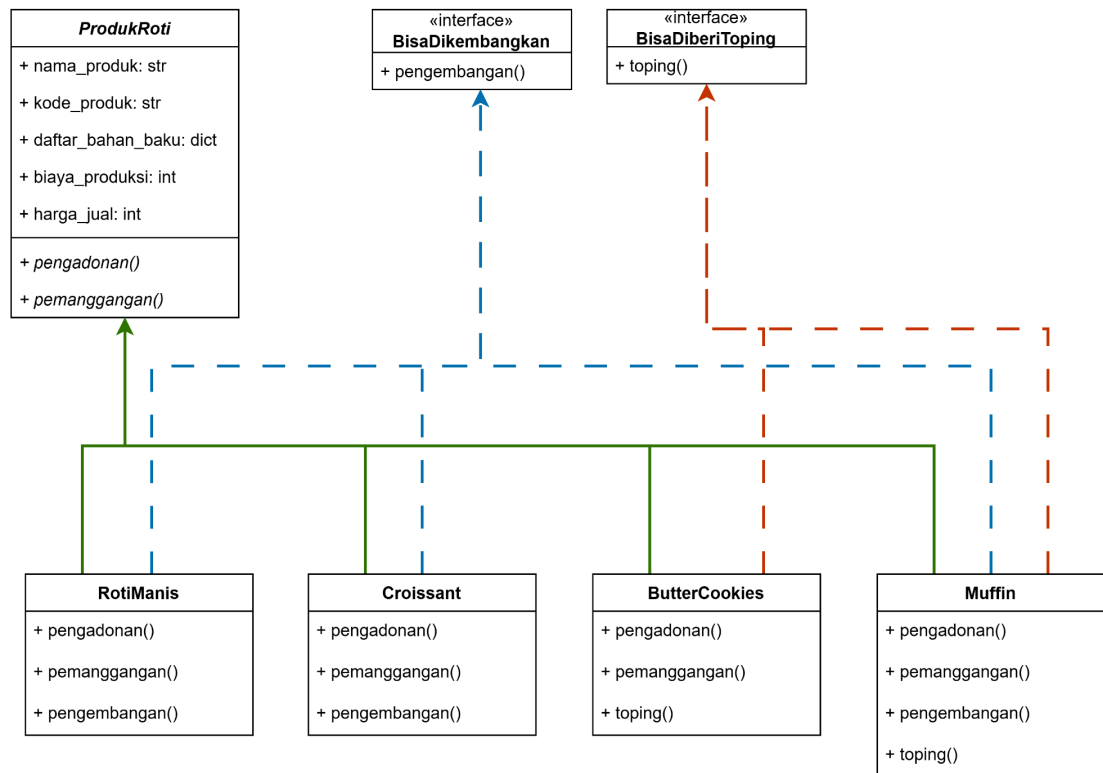 ProdukRoti
+ nama_produk: str
+ kode_produk: str
+ daftar_bahan_baku: dict
+ biaya_produksi: int
+ harga_jual: int
+ pengadonan()
+ pemanggangan()
«interface»
BisaDikembangkan
+ pengembangan()
«interface»
BisaDiberiToping
+ toping()
RotiManis
+ pengadonan()
+ pemanggangan()
+ pengembangan()
Croissant
+ pengadonan()
+ pemanggangan()
+ pengembangan()
ButterCookies
+ pengadonan()
+ pemanggangan()
+ toping()
Muffin
+ pengadonan()
+ pemanggangan()
+ pengembangan()
+ toping()